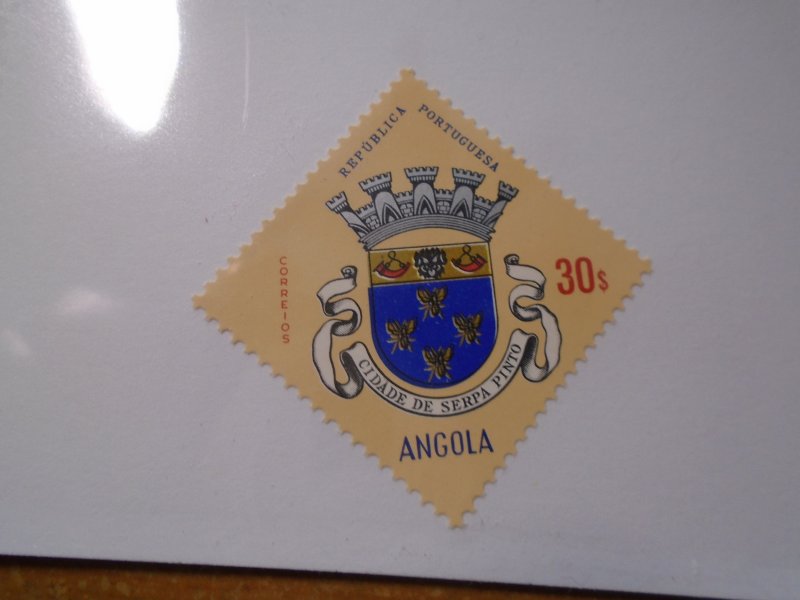 REPÚBLICA PORTUGUESA
CORREIOS
30$
CIDADE DE SERPA PINTO
ANGOLA